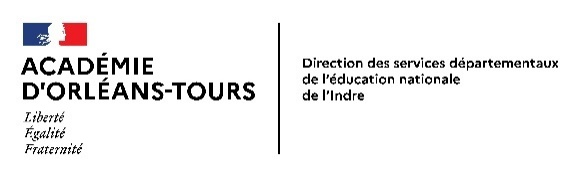 ACADÉMIE
D'ORLÉANS-TOURS
Liberté
Égalité
Fraternité
Direction des services départementaux
de l'éducation nationale
de l'Indre